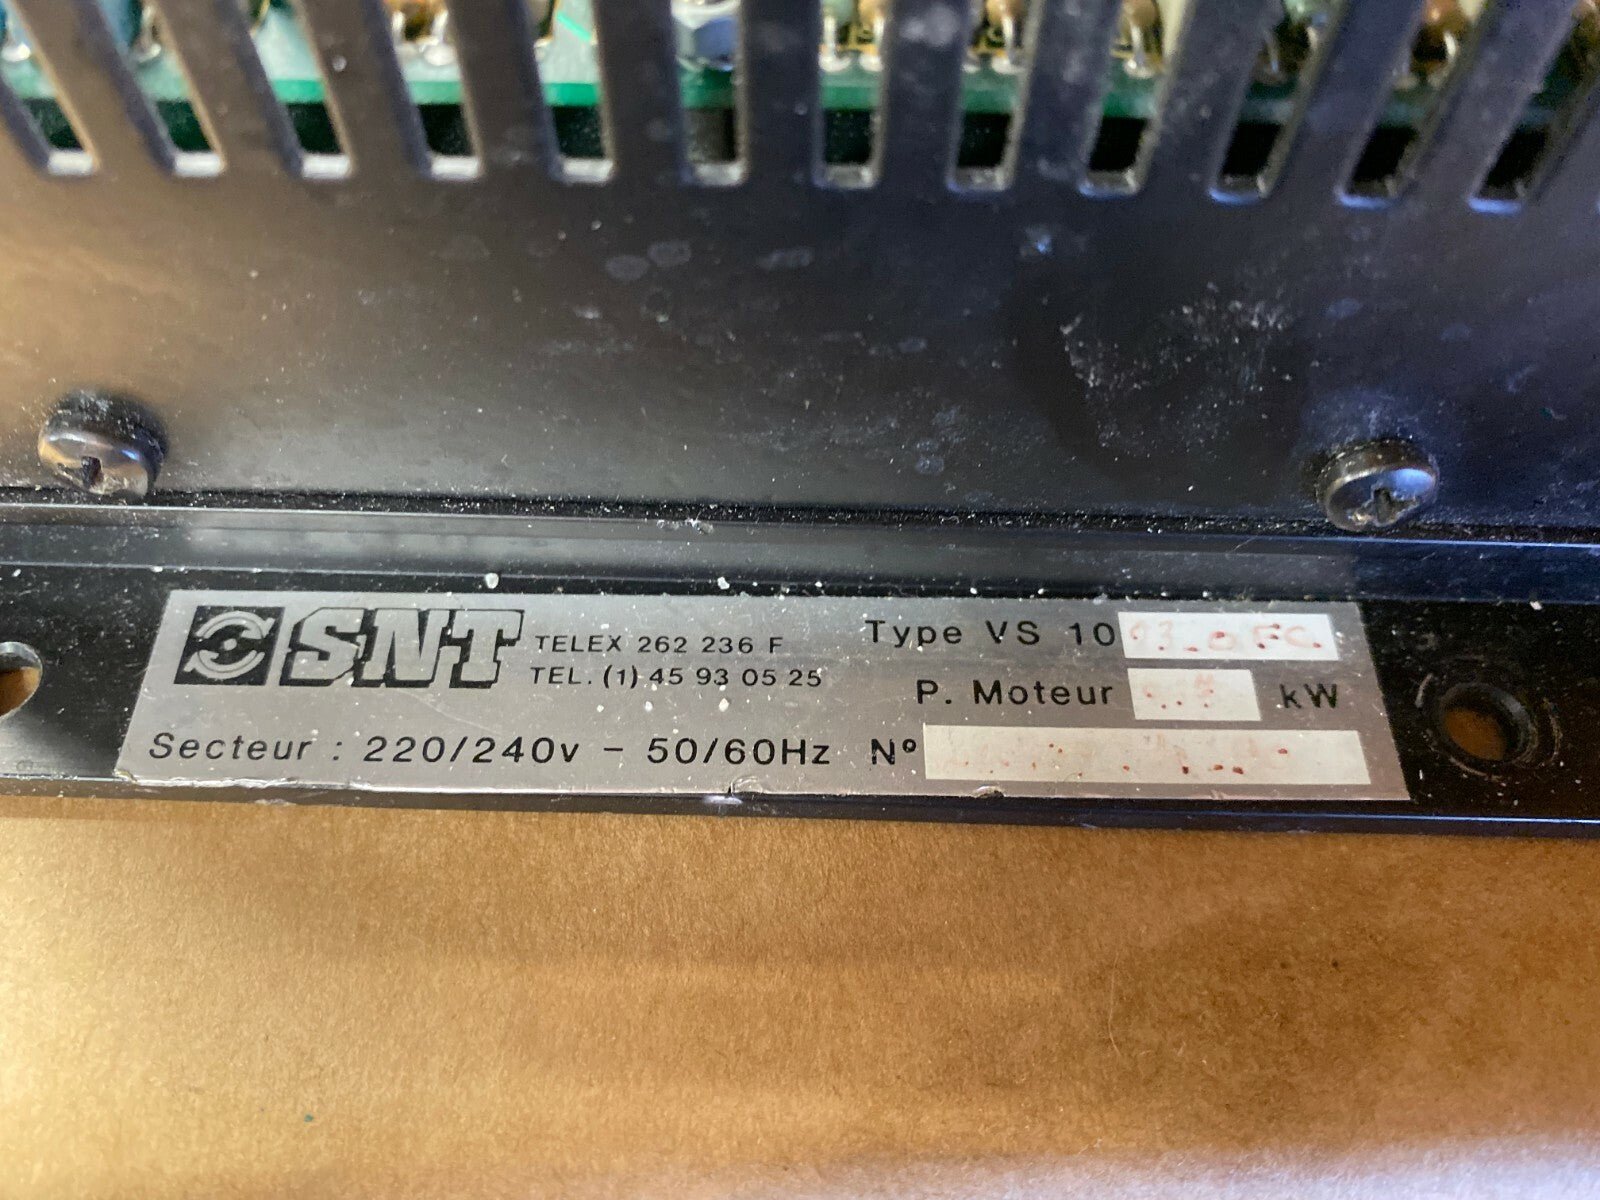 SNT
TELEX 262 236 F
TEL. (1) 45 93 05 25
Secteur : 220/240v - 50/60Hz
Type VS 10
P. Moteur kW
Nº